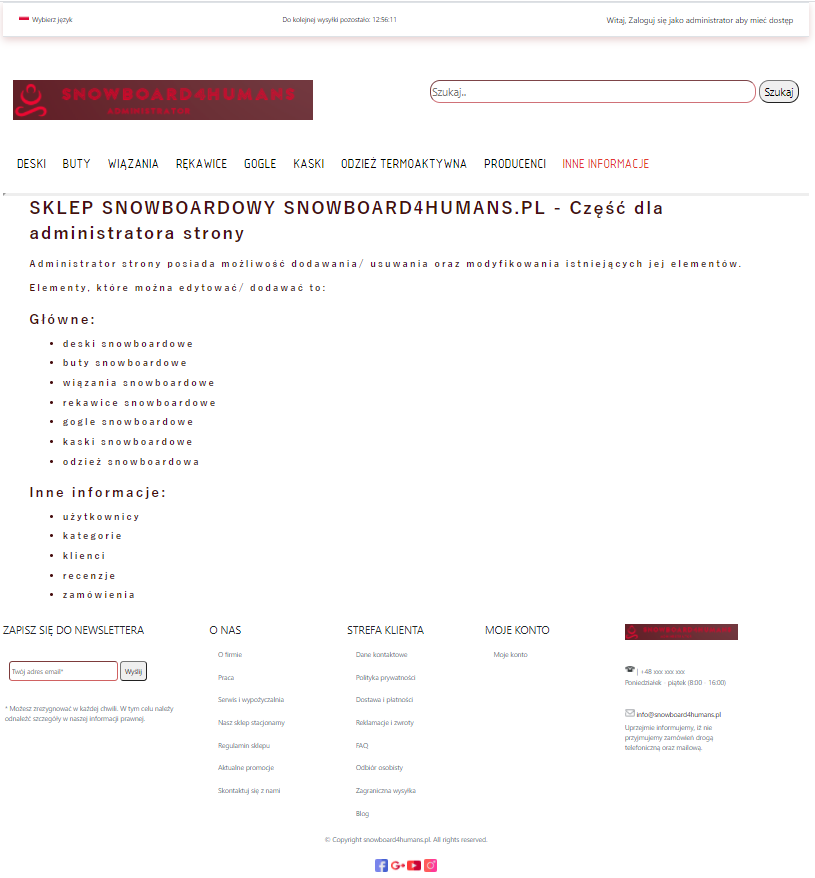 Wybierz język
Do kolejnej wysyłki pozostało: 12:56:11
Witaj, Zaloguj się jako administrator aby mieć dostęp
SNOWBOARD4HUMANS
ADMINISTRATOR
Szukaj..
Szukaj
DESKI BUTY WIĄZANIA RĘKAWICE GOGLE KASKI ODZIEŻ TERMOAKTYWNA PRODUCENCI INNE INFORMACJE
SKLEP SNOWBOARDOWY SNOWBOARD4HUMANS.PL - Część dla
administratora strony
Administrator strony posiada możliwość dodawania/ usuwania oraz modyfikowania istniejących jej elementów.
Elementy, które można edytować/ dodawać to:
Główne:
deski snowboardowe
buty snowboardowe
wiązania snowboardowe
rekawice snowboardowe
gogle snowboardowe
kaski snowboardowe
odzież snowboardowa
Inne informacje:
użytkownicy
kategorie
klienci
recenzje
zamówienia
ZAPISZ SIĘ DO NEWSLETTERA
Twój adres email*
Wyślij
* Możesz zrezygnować w każdej chwili. W tym celu należy
odnaleźć szczegóły w naszej informacji prawnej.
O NAS
O firmie
Praca
Serwis i wypożyczalnia
Nasz sklep stacjonarny
Regulamin sklepu
Aktualne promocje
Skontaktuj się z nami
STREFA KLIENTA
Dane kontaktowe
Polityka prywatności
Dostawa i płatności
Reklamacje i zwroty
FAQ
Odbiór osobisty
Zagraniczna wysyłka
Blog
MOJE KONTO
Moje konto
| +48 xxx xxx xxx
Poniedziałek - piątek (8:00 - 16:00)
info@snowboard4humans.pl
Uprzejmie informujemy, iż nie
przyjmujemy zamówień drogą
telefoniczną oraz mailową.
© Copyright snowboard4humans.pl. All rights reserved.